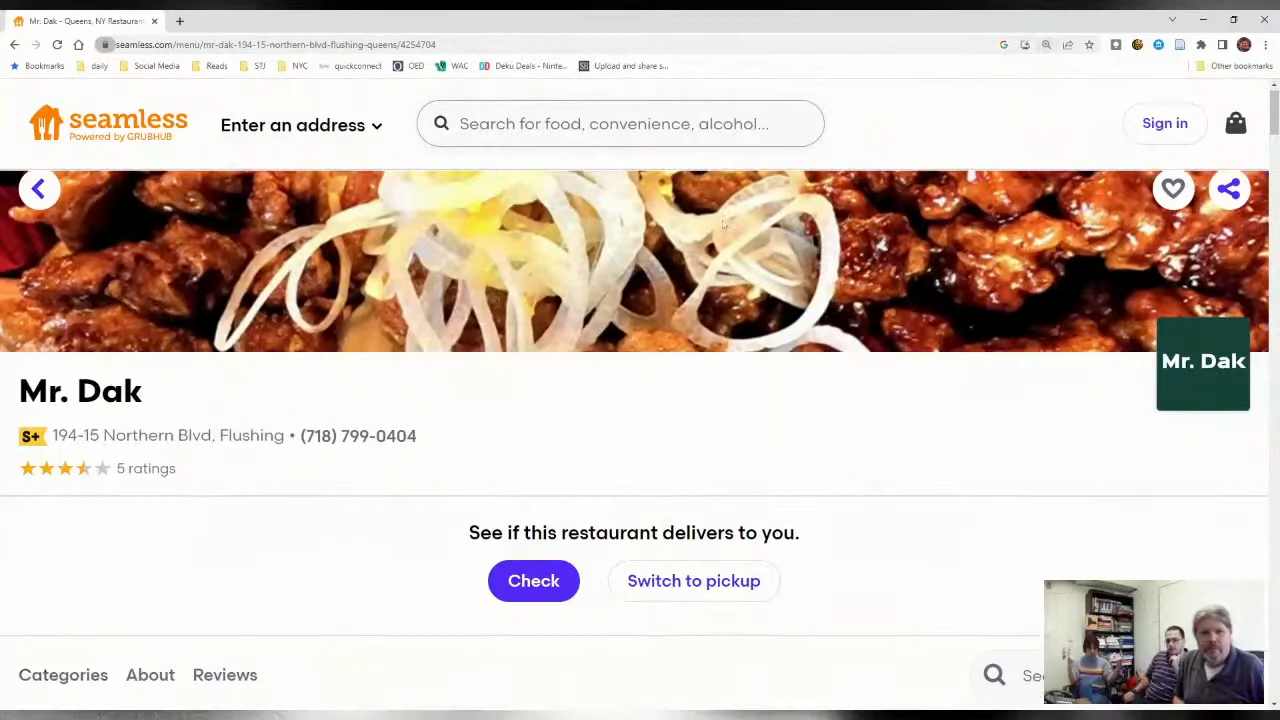 Mr. Dak - Queens, NY Restauran
seamless.com/menu/mr-dak-194-15-northern-blvd-flushing-queens/4254704
Bookmarks daily Social Media Reads STJ NYC quickconnect OED WAC Deku Deals - Ninte... Upload and share s... Other bookmarks
seamless
Powered by GRUBHUB
Enter an address
Search for food, convenience, alcohol...
Sign in
Mr. Dak
Mr. Dak
S+ 194-15 Northern Blvd, Flushing • (718) 799-0404
5 ratings
See if this restaurant delivers to you.
Check Switch to pickup
Categories About Reviews